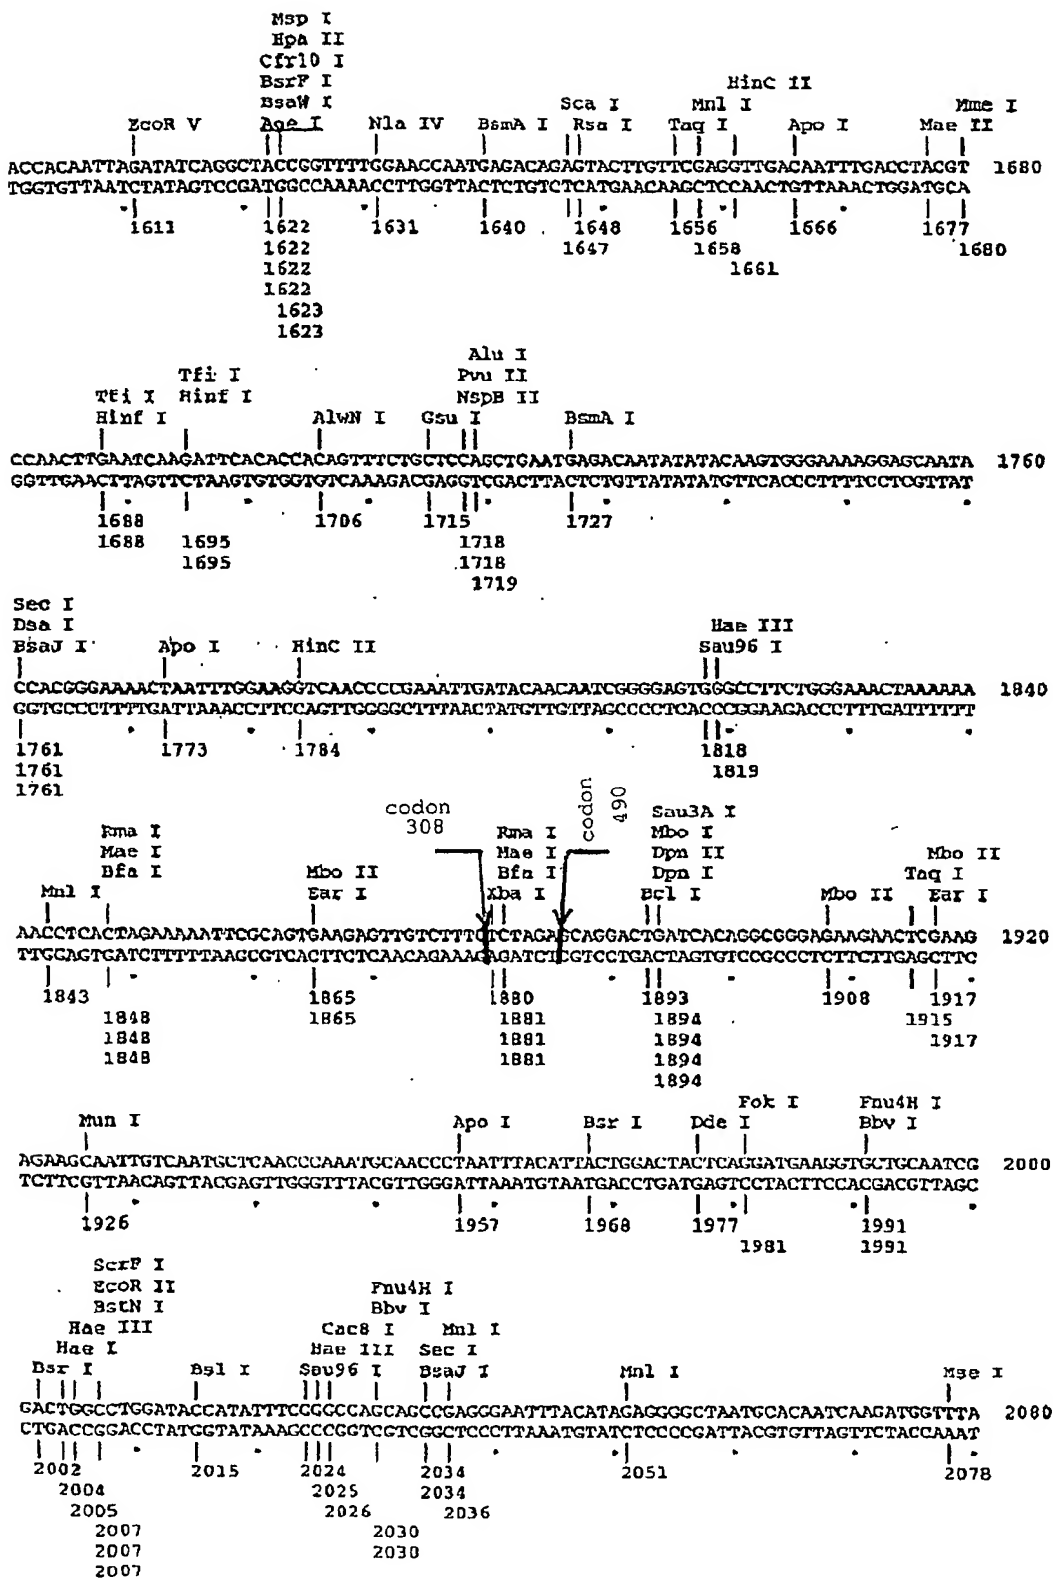 Msp I
Hpa II
Cfr10 I
BsrF I HinC II
BsaW I Sca I Mnl I Mme I
EcoR V Age I Nla IV BsmA I Rsa I Taq I Apo I Mae II
ACCACAATTAGATATCAGGCTACCGGTTTTGGAACCAATGAGACAGAGTACTTGTTCGAGGTTGACAATTTGACCTACGT 1680
TGGTGTTAATCTATAGTCCGATGGCCAAAACCTTGGTTACTCTGTCTCATGAACAAGCTCCAACTGTTAAACTGGATGCA
1611 1622 1631 1640 1648 1656 1666 1677
1622 1647 1658 1680
1622 1661
1622
1623
1623
Alu I
Tfi I Pvu II
Tfi I Hinf I NspB II
Hinf I AlwN I Gsu I BsmA I
CCAACTTGAATCAAGATTCACACCACAGTTTCTGCTCCAGCTGAATGAGACAATATATACAAGTGGGAAAAGGAGCAATA 1760
GGTTGAACTTAGTTCTAAGTGTGGTGTCAAAGACGAGGTCGACTTACTCTGTTATATATGTTCACCCTTTTCCTCGTTAT
1688 1706 1715 1727
1688 1695 1718
1695 1718
1719
Sec I
Dsa I Hae III
BsaJ I Apo I HinC II Sau96 I
CCACGGGAAAACTAATTTGGAAGGTCAACCCCGAAATTGATACAACAATCGGGGAGTGGGCCTTCTGGGAAACTAAAAAA 1840
GGTGCCCTTTTGATTAAACCTTCCAGTTGGGGCTTTAACTATGTTGTTAGCCCCTCACCCGGAAGACCCTTTGATTTTTT
1761 1773 1784 1818
1761 1819
1761
codon
308
codon
490
Sau3A I
Rma I Rma I Mbo I
Mae I Mae I Dpn II Mbo II
Bfa I Mbo II Bfa I Dpn I Taq I
Mnl I Ear I Xba I Bcl I Mbo II Ear I
AACCTCACTAGAAAAATTCGCAGTGAAGAGTTGTCTTTCTCTAGAGCAGGACTGATCACAGGCGGGAGAAGAACTCGAAG 1920
TTGGAGTGATCTTTTTAAGCGTCACTTCTCAACAGAAAGAGATCTCGTCCTGACTAGTGTCCGCCCTCTTCTTGAGCTTC
1843 1865 1880 1893 1908 1917
1848 1865 1881 1894 1915
1848 1881 1894 1917
1848 1881 1894
1894
Fok I Fnu4H I
Mun I Apo I Bsr I Dde I Bbv I
AGAAGCAATTGTCAATGCTCAACCCAAATGCAACCCTAATTTACATTACTGGACTACTCAGGATGAAGGTGCTGCAATCG 2000
TCTTCGTTAACAGTTACGAGTTGGGTTTACGTTGGGATTAAATGTAATGACCTGATGAGTCCTACTTCCACGACGTTAGC
1926 1957 1968 1977 1991
1981 1991
ScrF I
EcoR II Fnu4H I
BstN I Bbv I
Hae III Cac8 I Mnl I
Hae I Hae III Sec I
Bsr I Bsl I Sau96 I BsaJ I Mnl I Mse I
GACTGGCCTGGATACCATATTTCGGGCCAGCAGCCGAGGGAATTTACATAGAGGGGCTAATGCACAATCAAGATGGTTTA 2080
CTGACCGGACCTATGGTATAAAGCCCGGTCGTCGGCTCCCTTAAATGTATCTCCCCGATTACGTGTTAGTTCTACCAAAT
2002 2015 2024 2034 2051 2078
2004 2025 2034
2005 2026 2036
2007 2030
2007 2030
2007